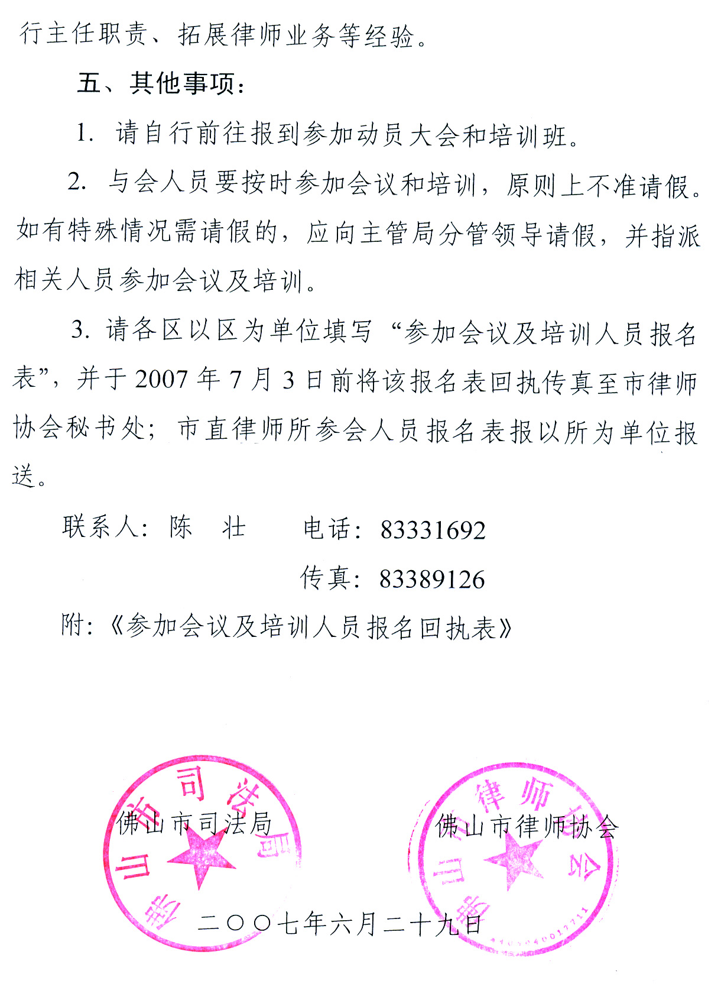 行主任职责、拓展律师业务等经验。
五、其他事项：
1. 请自行前往报到参加动员大会和培训班。
2. 与会人员要按时参加会议和培训，原则上不准请假。
如有特殊情况需请假的，应向主管局分管领导请假，并指派
相关人员参加会议及培训。
3. 请各区以区为单位填写“参加会议及培训人员报名
表”，并于 2007 年 7 月 3 日前将该报名表回执传真至市律师
协会秘书处；市直律师所参会人员报名表报以所为单位报
送。
联系人：陈 壮 电话：83331692
传真：83389126
附：《参加会议及培训人员报名回执表》
佛山市司法局
佛山市律师协会
佛山市司法局 佛山市律师协会
二〇〇七年六月二十九日